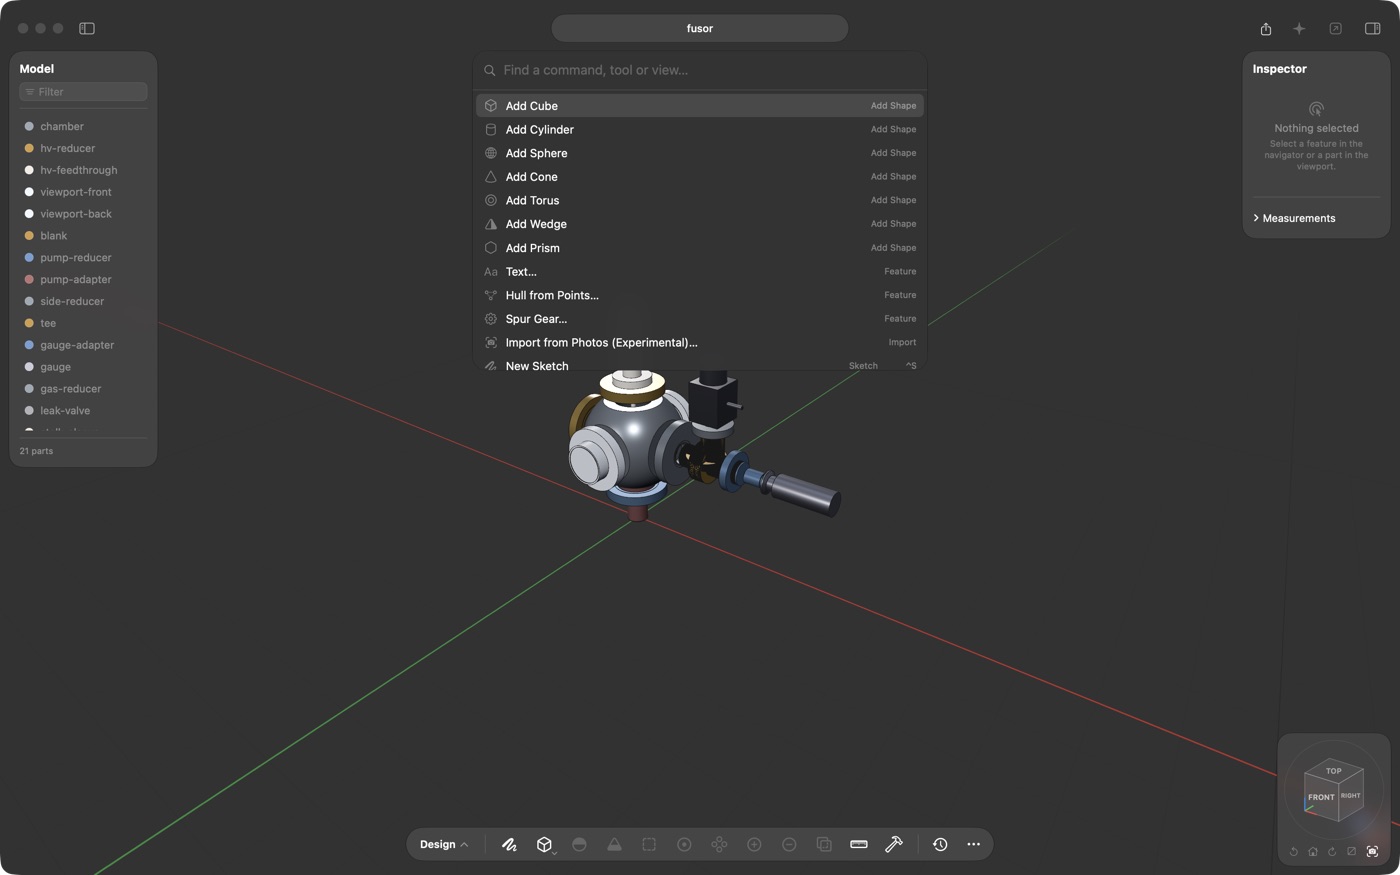 fusor
Model
Filter
chamber
hv-reducer
hv-feedthrough
viewport-front
viewport-back
blank
pump-reducer
pump-adapter
side-reducer
tee
gauge-adapter
gauge
gas-reducer
leak-valve
21 parts
Find a command, tool or view...
Add Cube Add Shape
Add Cylinder Add Shape
Add Sphere Add Shape
Add Cone Add Shape
Add Torus Add Shape
Add Wedge Add Shape
Add Prism Add Shape
Aa Text... Feature
Hull from Points... Feature
Spur Gear... Feature
Import from Photos (Experimental)... Import
New Sketch Sketch ^S
Inspector
Nothing selected
Select a feature in the
navigator or a part in the
viewport.
Measurements
TOP
FRONT RIGHT
Design